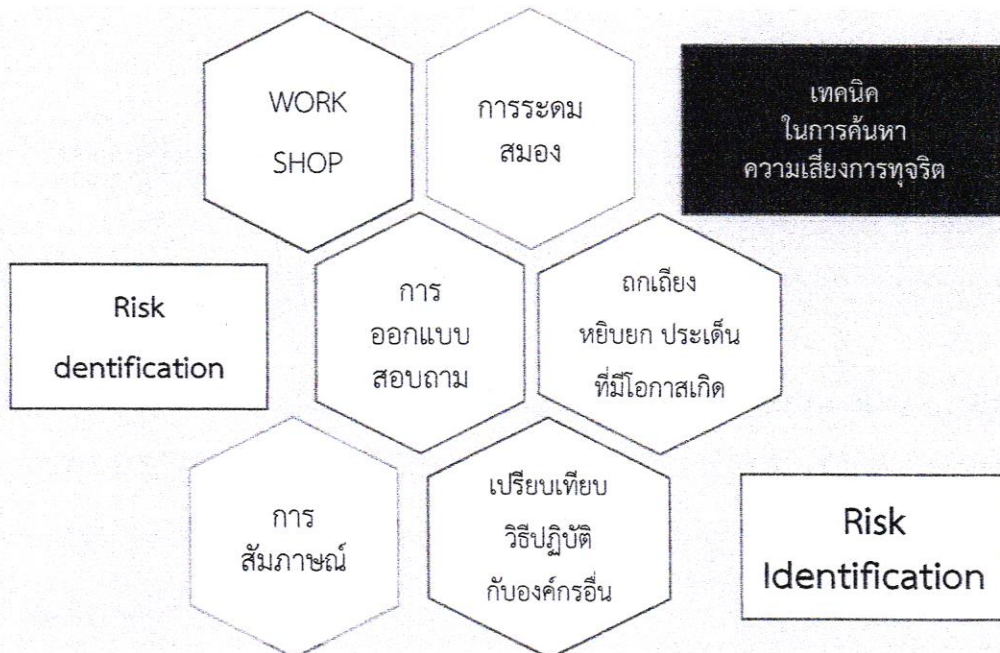 WORK
SHOP
การระดม
สมอง
เทคนิค
ในการค้นหา
ความเสี่ยงการทุจริต
Risk
dentification
การ
ออกแบบ
สอบถาม
ถกเถียง
หยิบยก ประเด็น
ที่มีโอกาสเกิด
การ
สัมภาษณ์
เปรียบเทียบ
วิธีปฏิบัติ
กับองค์กรอื่น
Risk
Identification